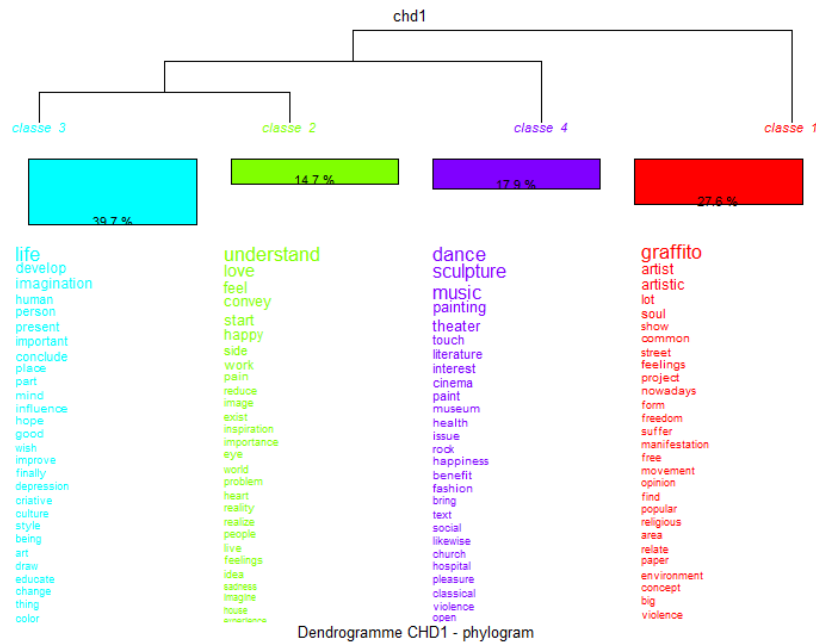 chd1
classe 3
classe 2
classe 4
classe 1
39.7 %
14.7 %
17.9 %
27.6 %
life
develop
imagination
human
person
present
important
conclude
place
part
mind
influence
hope
good
wish
improve
finally
depression
criative
culture
style
being
art
draw
educate
change
thing
color
understand
love
feel
convey
start
happy
side
work
pain
reduce
image
exist
inspiration
importance
eye
world
problem
heart
reality
realize
people
live
feelings
idea
sadness
imagine
house
experience
dance
sculpture
music
painting
theater
touch
literature
interest
cinema
paint
museum
health
issue
rock
happiness
benefit
fashion
bring
text
social
likewise
church
hospital
pleasure
classical
violence
open
graffito
artist
artistic
lot
soul
show
common
street
feelings
project
nowadays
form
freedom
suffer
manifestation
free
movement
opinion
find
popular
religious
area
relate
paper
environment
concept
big
violence
Dendrogramme CHD1 - phylogram